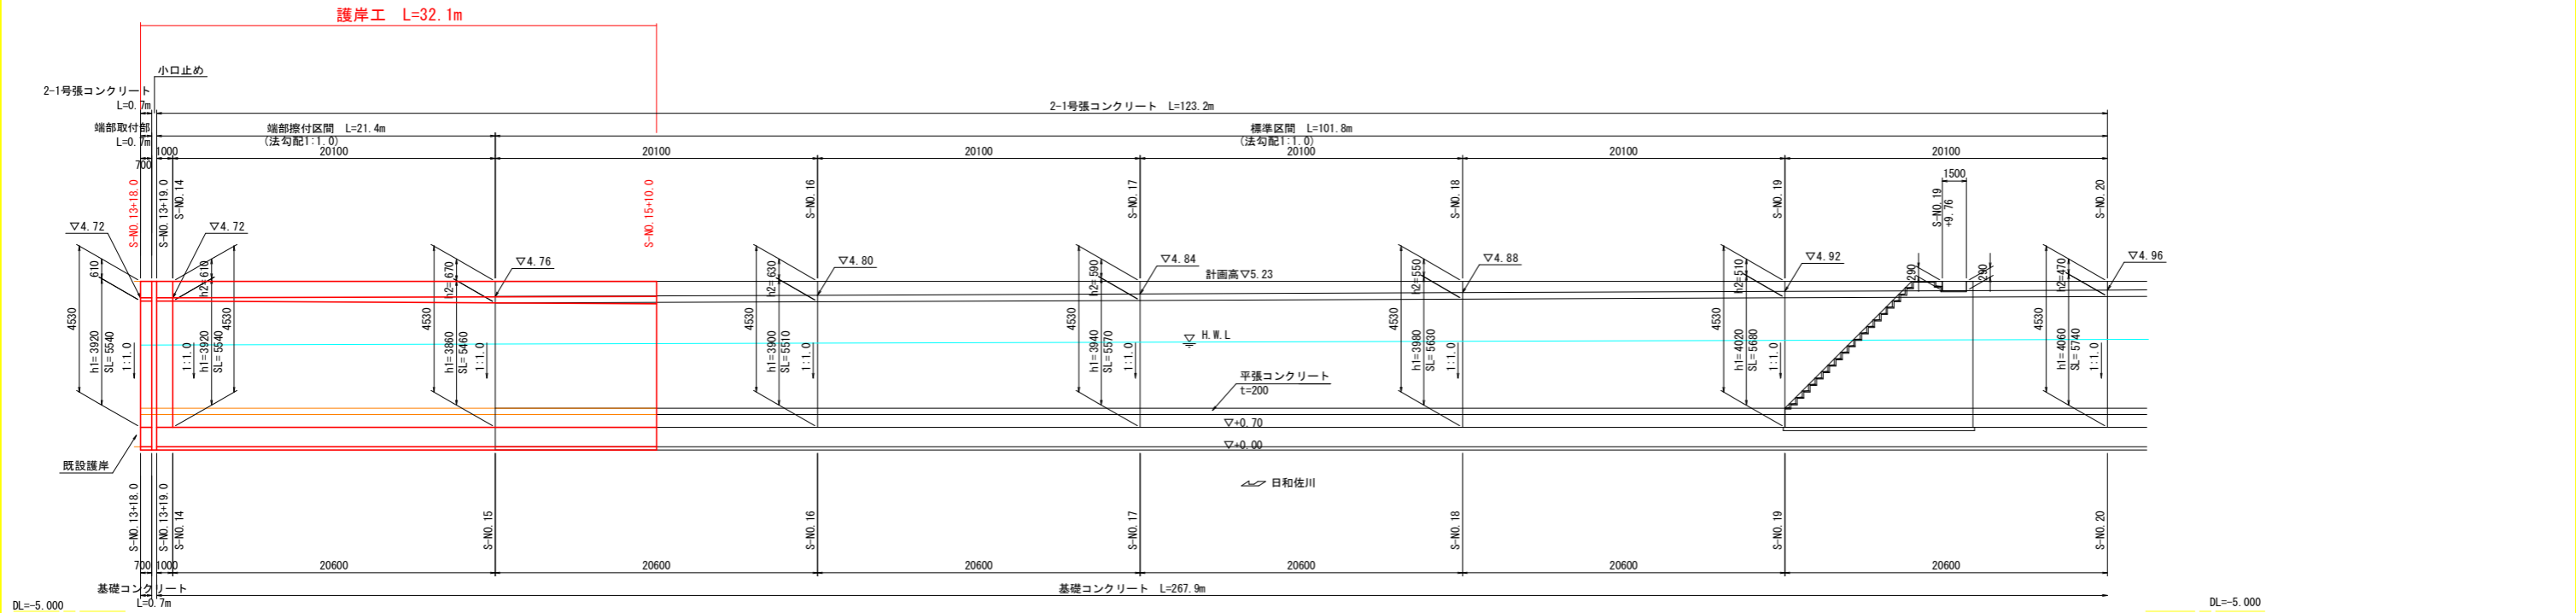 護岸工　L=32.1m
小口止め
2-1号張コンクリート
L=0.7m
2-1号張コンクリート　L=123.2m
端部取付部
L=0.7m
端部擦付区間　L=21.4m
(法勾配1:1.0)
標準区間　L=101.8m
(法勾配1:1.0)
700
1000
20100
20100
20100
20100
20100
20100
1500
S-NO.13+18.0
S-NO.13+19.0
S-NO.14
S-NO.15+10.0
S-NO.16
S-NO.17
S-NO.18
S-NO.19
S-NO.19
+9.76
S-NO.20
▽4.72
▽4.72
▽4.76
▽4.80
▽4.84
計画高▽5.23
▽4.88
▽4.92
▽4.96
4530
610
h1=3920
SL=5540
1:1.0
1:1.0
h2=610
h1=3920
SL=5540
4530
4530
h2=670
h1=3860
SL=5460
1:1.0
4530
h2=630
h1=3900
SL=5510
1:1.0
4530
h2=590
h1=3940
SL=5570
1:1.0
▽ H.W.L
4530
h2=550
h1=3980
SL=5630
1:1.0
4530
h2=510
h1=4020
SL=5680
1:1.0
290
290
4530
h2=470
h1=4060
SL=5740
1:1.0
平張コンクリート
t=200
▽+0.70
▽+0.00
既設護岸
日和佐川
S-NO.13+18.0
S-NO.13+19.0
S-NO.14
S-NO.15
S-NO.16
S-NO.17
S-NO.18
S-NO.19
S-NO.20
700
1000
20600
20600
20600
20600
20600
20600
基礎コンクリート
L=0.7m
基礎コンクリート　L=267.9m
DL=-5.000
DL=-5.000